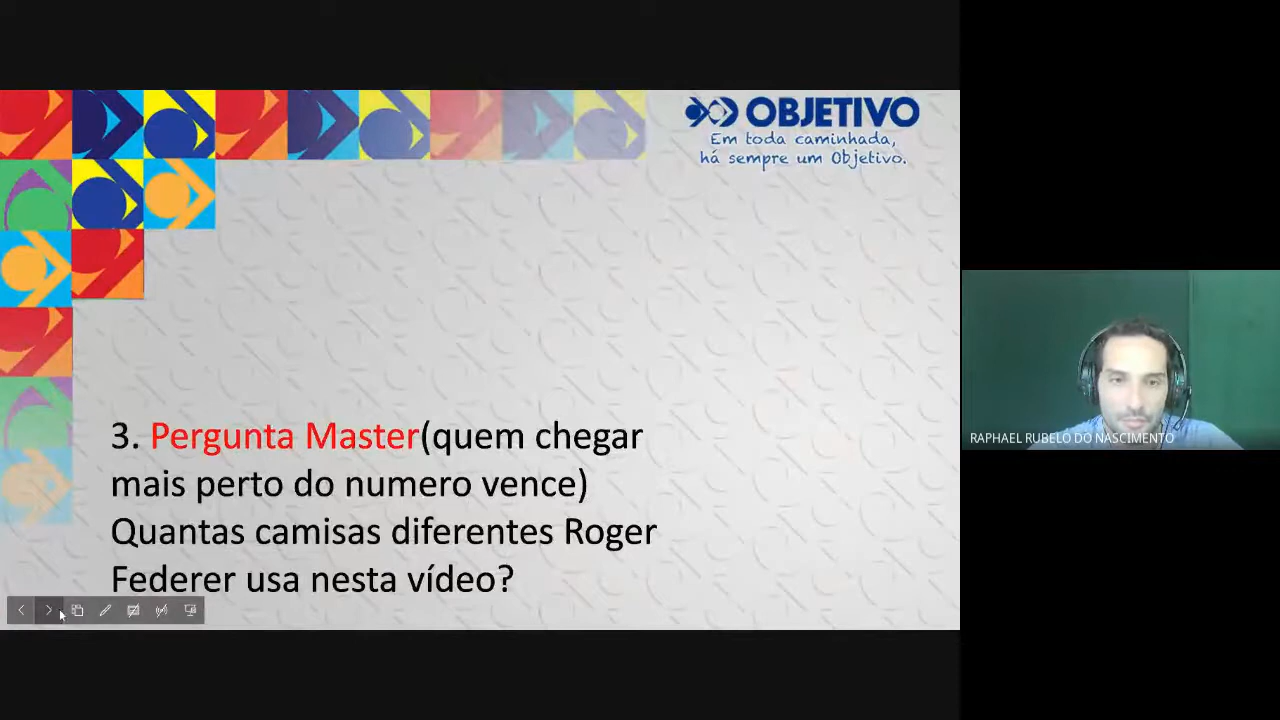 OBJETIVO
Em toda caminhada,
há sempre um Objetivo.
3. Pergunta Master(quem chegar
mais perto do numero vence)
Quantas camisas diferentes Roger
Federer usa nesta vídeo?
RAPHAEL RUBELO DO NASCIMENTO